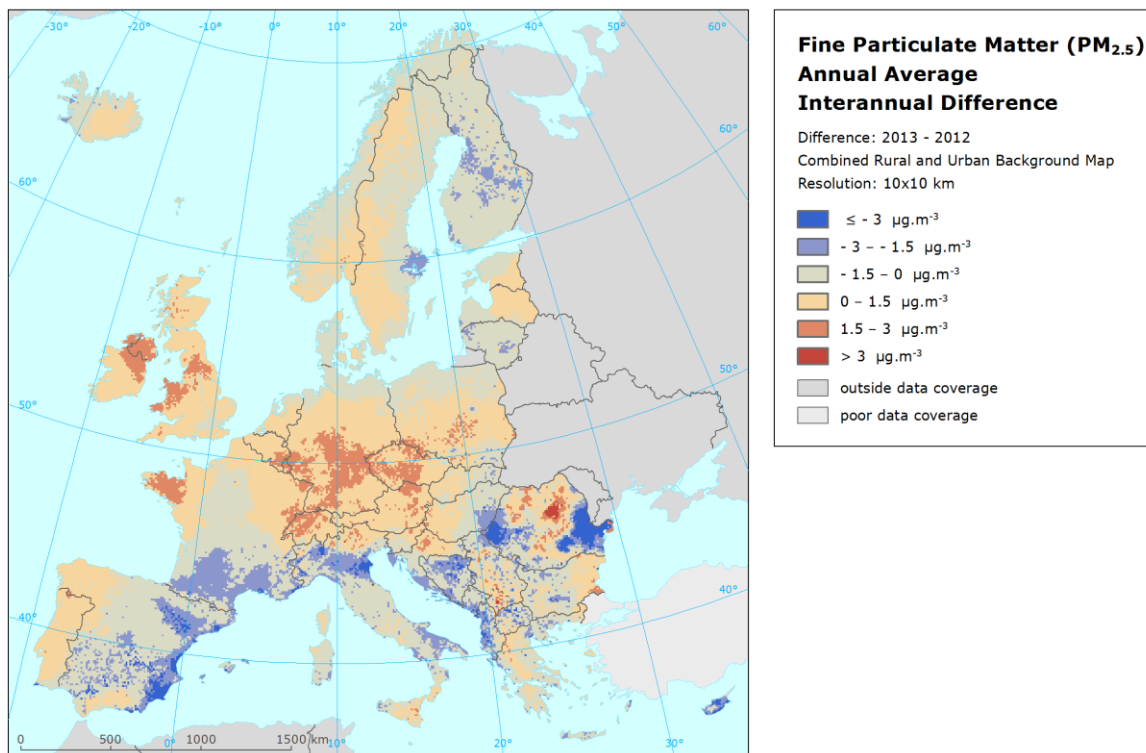 -30° -20° -10° 0° 10° 20° 30° 40° 50° 60°
60°
60°
50°
50°
40°
40°
0 500 1000 1500 km
0° 10° 20° 30°
Fine Particulate Matter (PM2.5)
Annual Average
Interannual Difference
Difference: 2013 - 2012
Combined Rural and Urban Background Map
Resolution: 10x10 km
≤ - 3 µg.m-3
- 3 – - 1.5 µg.m-3
- 1.5 – 0 µg.m-3
0 – 1.5 µg.m-3
1.5 – 3 µg.m-3
> 3 µg.m-3
outside data coverage
poor data coverage